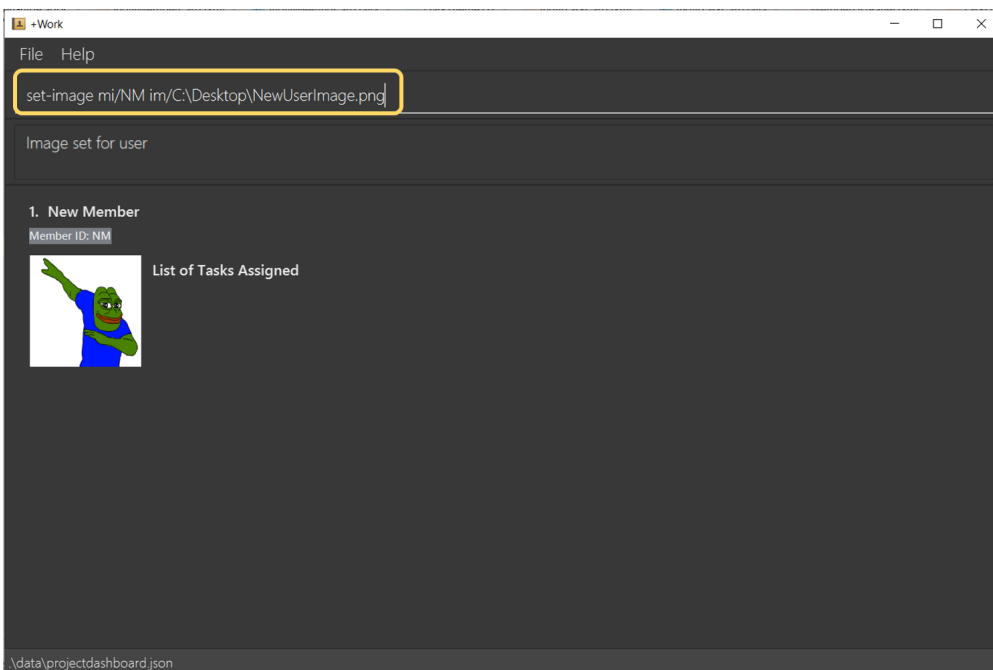 +Work
File Help
set-image mi/NM im/C:\Desktop\NewUserImage.png
Image set for user
1. New Member
Member ID: NM
List of Tasks Assigned
.\data\projectdashboard.json